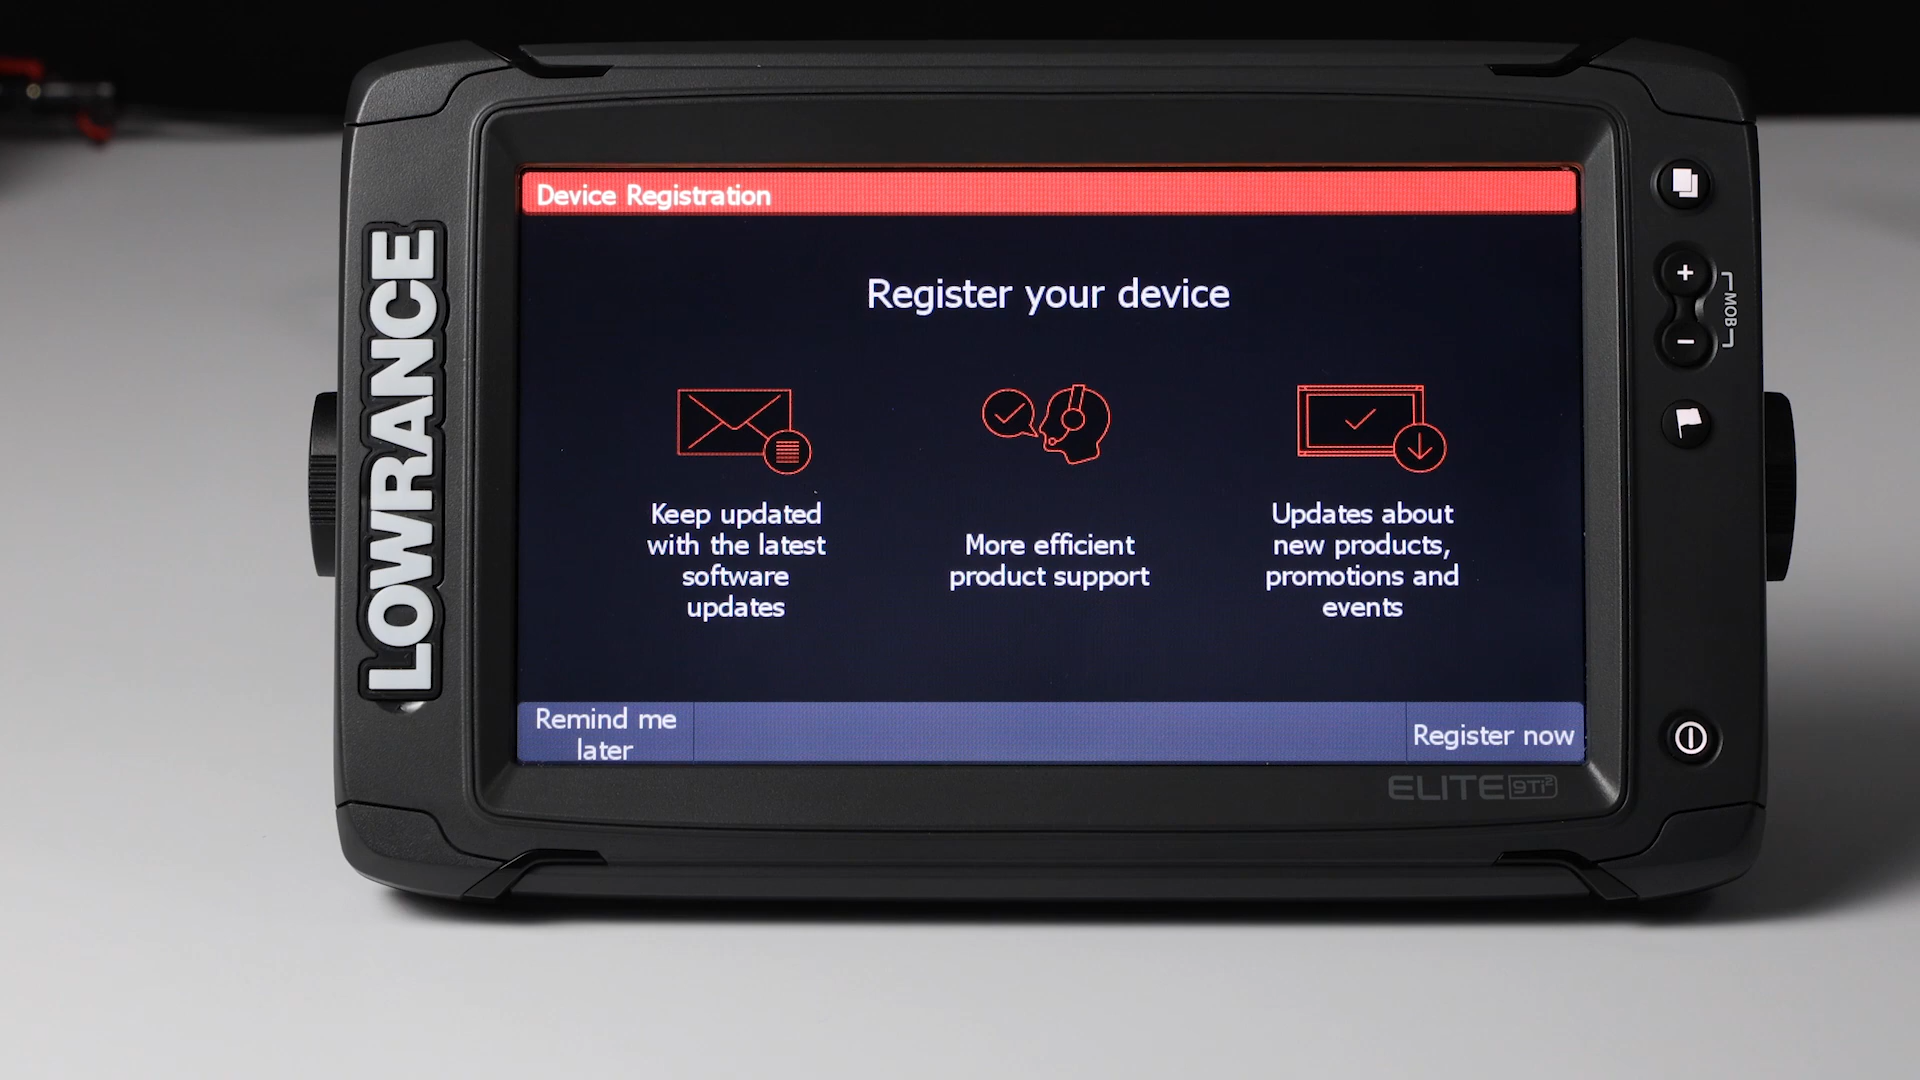 LOWRANCE
Device Registration
Register your device
Keep updated
with the latest
software
updates
More efficient
product support
Updates about
new products,
promotions and
events
Remind me
later
Register now
+
MOB
−
ELITE 9Ti²